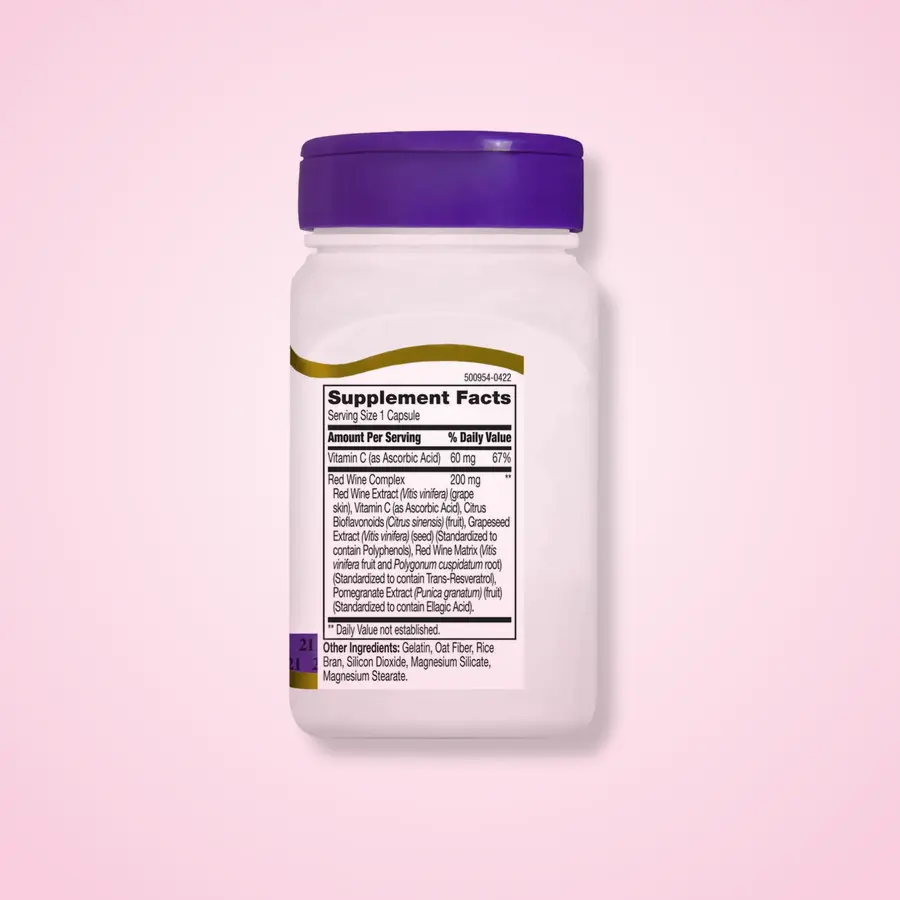 500954-0422
Supplement Facts
Serving Size 1 Capsule
Amount Per Serving % Daily Value
Vitamin C (as Ascorbic Acid) 60 mg 67%
Red Wine Complex 200 mg **
Red Wine Extract (Vitis vinifera) (grape
skin), Vitamin C (as Ascorbic Acid), Citrus
Bioflavonoids (Citrus sinensis) (fruit), Grapeseed
Extract (Vitis vinifera) (seed) (Standardized to
contain Polyphenols), Red Wine Matrix (Vitis
vinifera fruit and Polygonum cuspidatum root)
(Standardized to contain Trans-Resveratrol),
Pomegranate Extract (Punica granatum) (fruit)
(Standardized to contain Ellagic Acid).
** Daily Value not established.
Other Ingredients: Gelatin, Oat Fiber, Rice
Bran, Silicon Dioxide, Magnesium Silicate,
Magnesium Stearate.
21
21